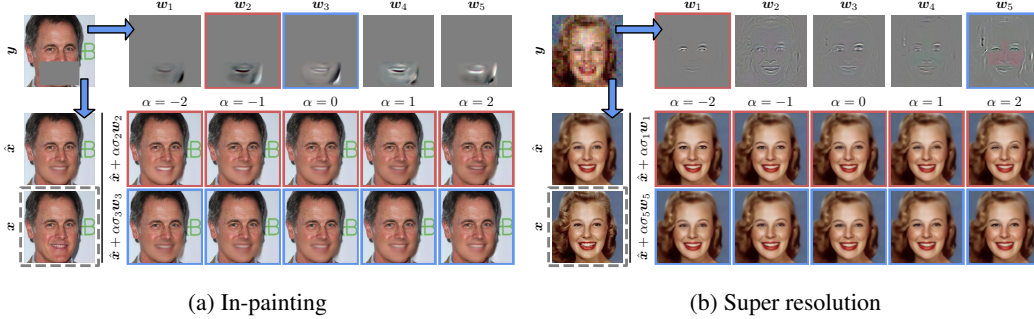 w₁ w₂ w₃ w₄ w₅
y
α = −2 α = −1 α = 0 α = 1 α = 2
x̂
x̂ + ασ₂w₂
x
x̂ + ασ₃w₃
(a) In-painting
w₁ w₂ w₃ w₄ w₅
y
α = −2 α = −1 α = 0 α = 1 α = 2
x̂
x̂ + ασ₁w₁
x
x̂ + ασ₅w₅
(b) Super resolution